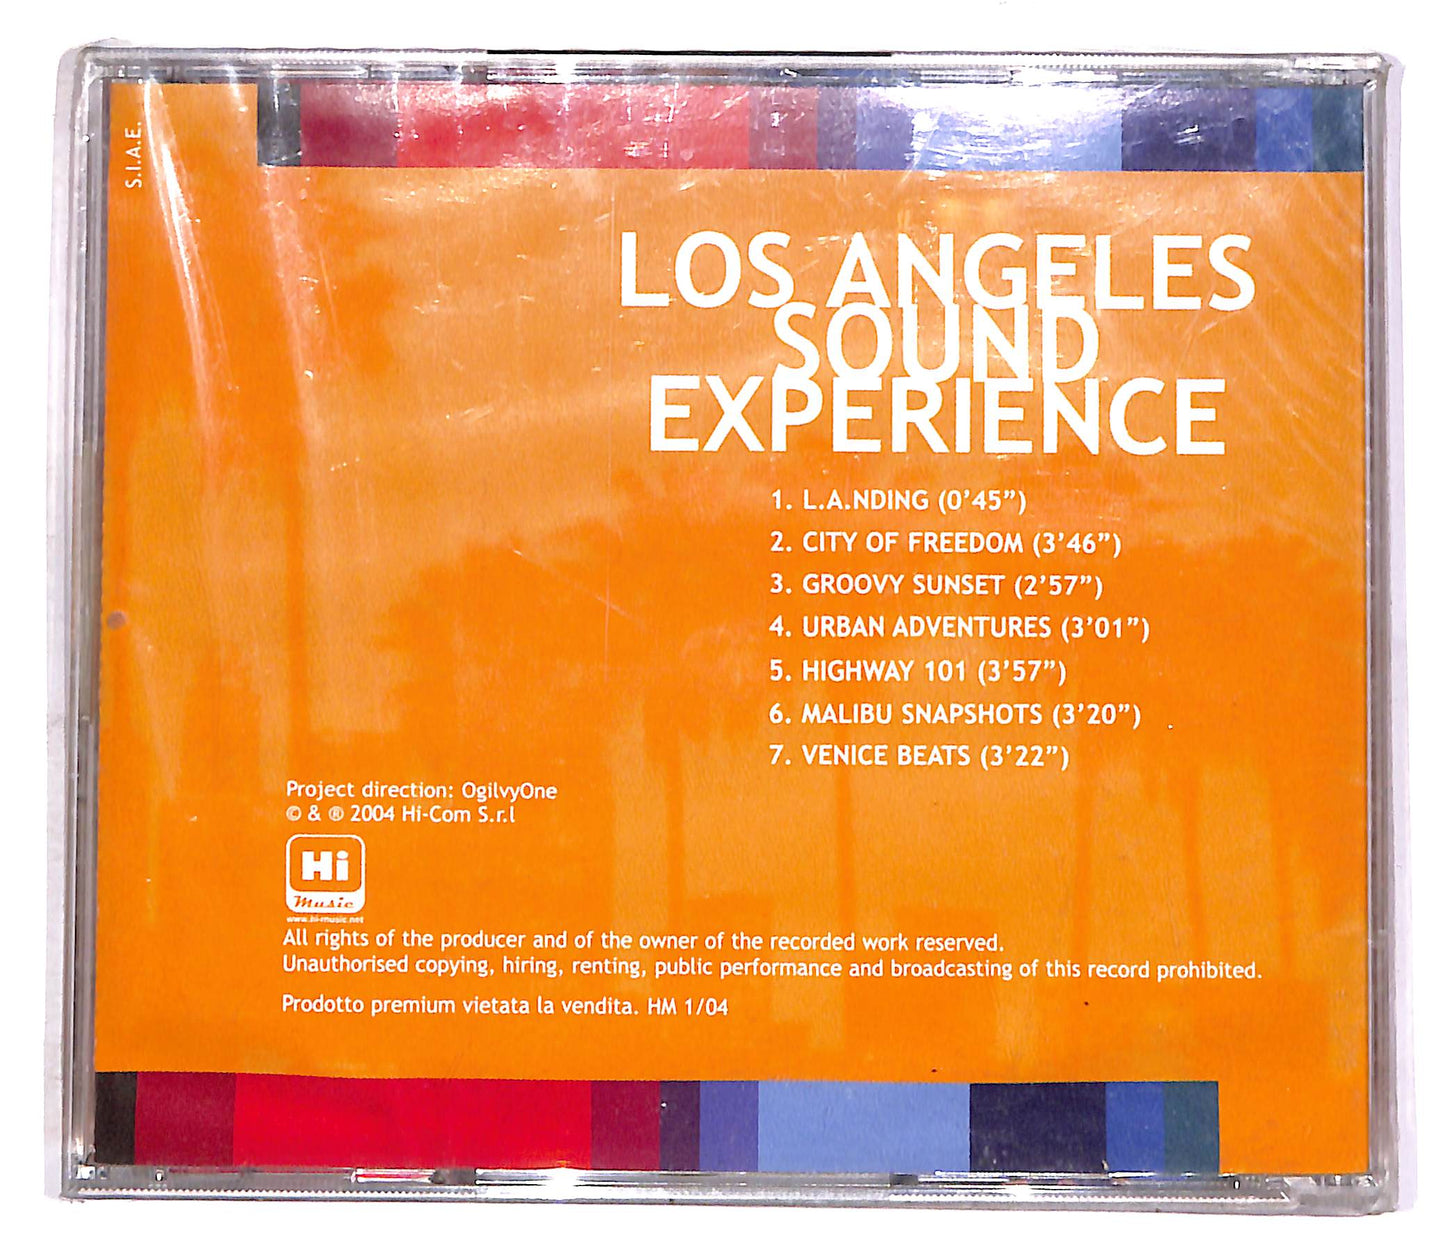 S.I.A.E.
LOS ANGELES
SOUND
EXPERIENCE
1. L.A.NDING (0'45")
2. CITY OF FREEDOM (3'46")
3. GROOVY SUNSET (2'57")
4. URBAN ADVENTURES (3'01")
5. HIGHWAY 101 (3'57")
6. MALIBU SNAPSHOTS (3'20")
7. VENICE BEATS (3'22")
Project direction: OgilvyOne
© & ® 2004 Hi-Com S.r.l
Hi
Music
www.hi-music.net
All rights of the producer and of the owner of the recorded work reserved.
Unauthorised copying, hiring, renting, public performance and broadcasting of this record prohibited.
Prodotto premium vietata la vendita. HM 1/04